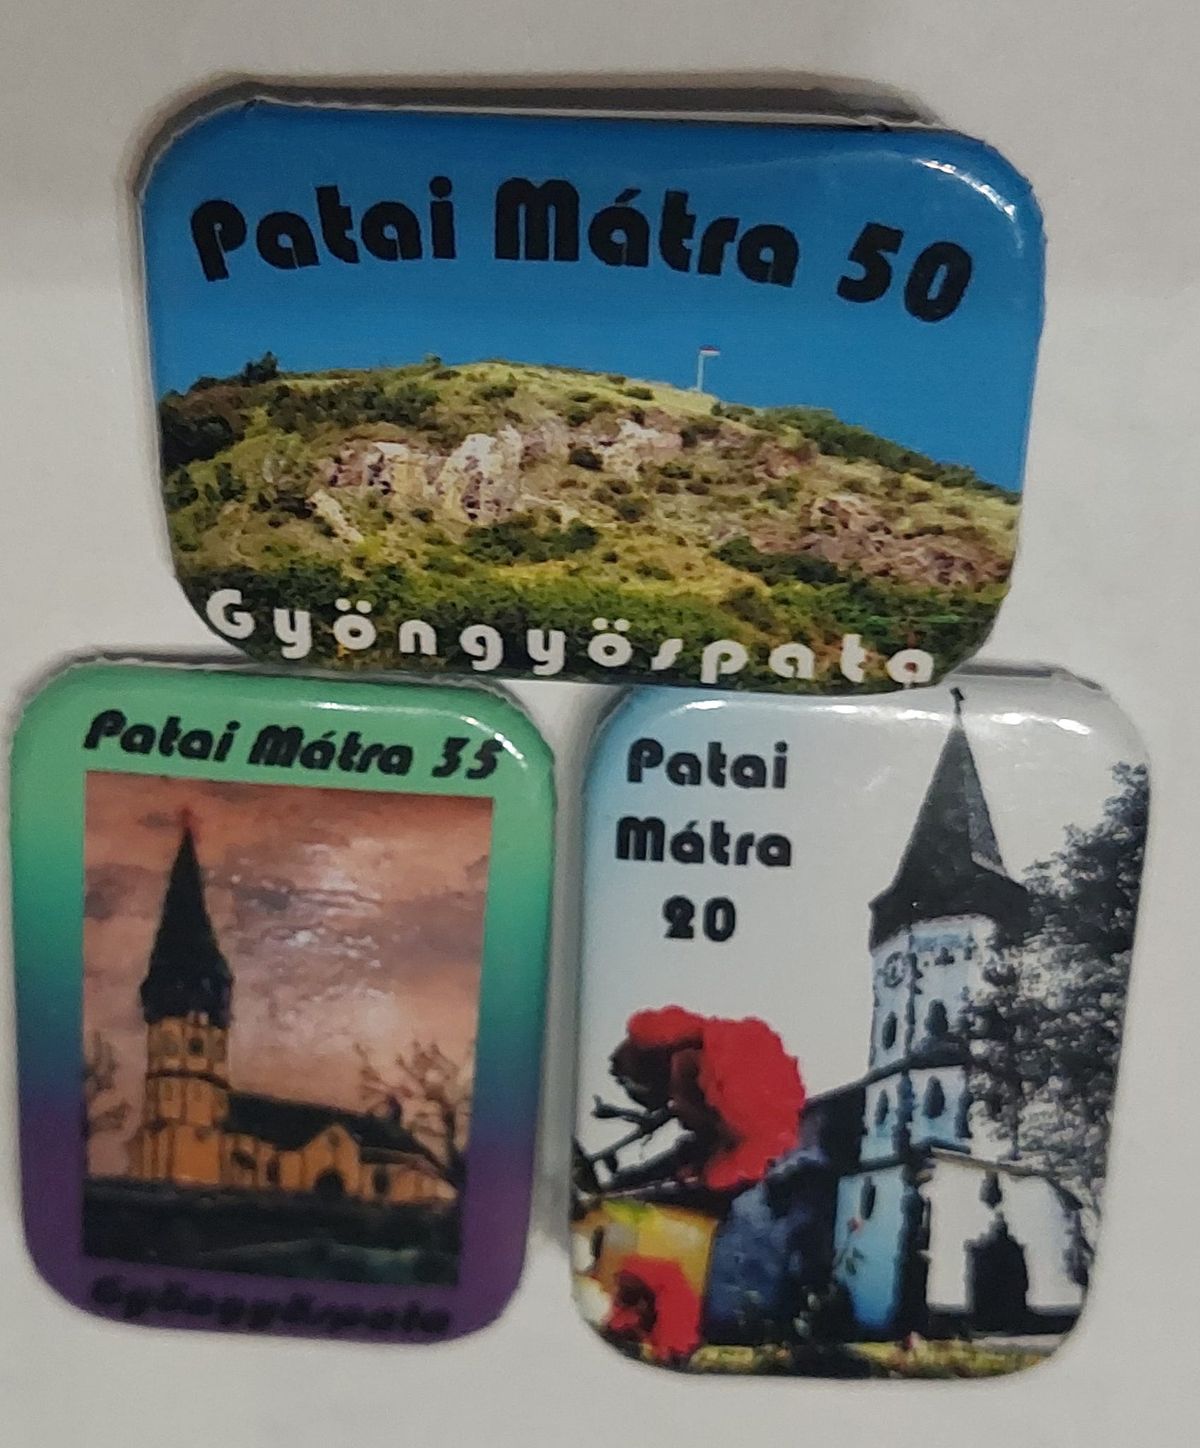 Patai Mátra 50
Gyöngyöspata
Patai Mátra 35
Gyöngyöspata
Patai
Mátra
20